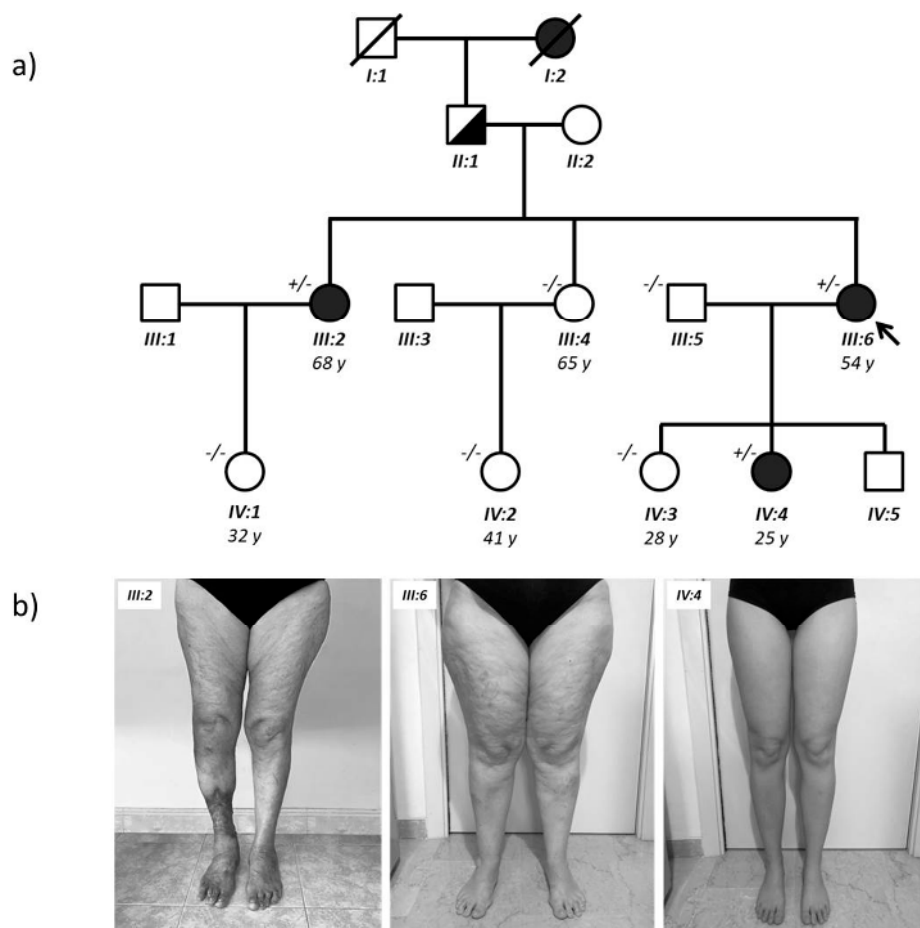 a)
I:1 I:2
II:1 II:2
+/- -/- -/- +/-
III:1 III:2 III:3 III:4 III:5 III:6
68 y 65 y 54 y
-/- -/- -/- +/-
IV:1 IV:2 IV:3 IV:4 IV:5
32 y 41 y 28 y 25 y
b)
III:2 III:6 IV:4